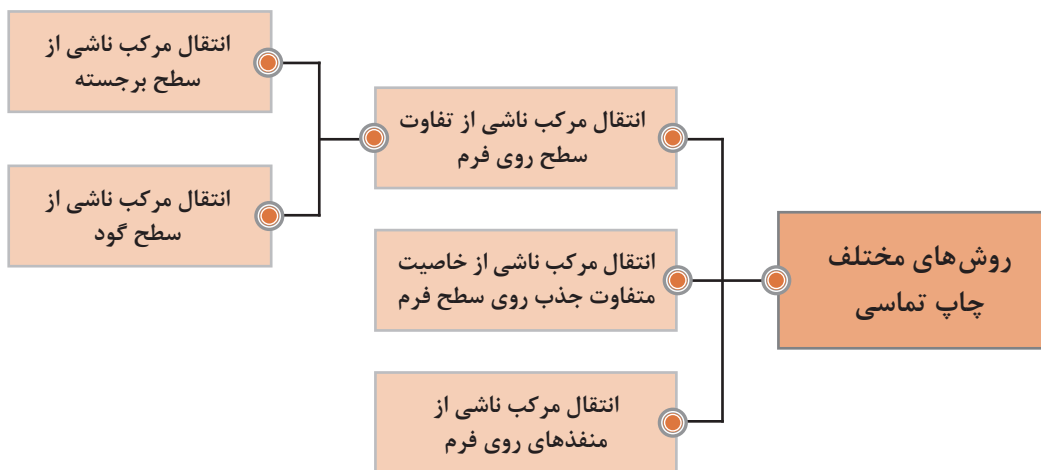 روش‌های مختلف
چاپ تماسی
انتقال مرکب ناشی از تفاوت
سطح روی فرم
انتقال مرکب ناشی از سطح برجسته
انتقال مرکب ناشی از
سطح گود
انتقال مرکب ناشی از خاصیت
متفاوت جذب روی سطح فرم
انتقال مرکب ناشی از
منفذهای روی فرم